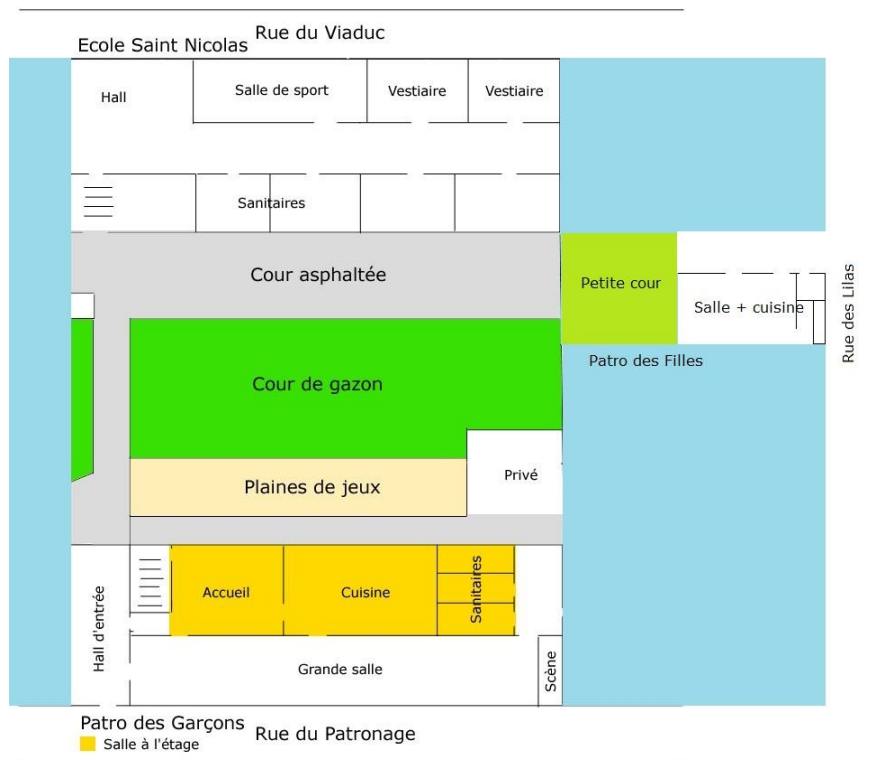 Rue du Viaduc
Ecole Saint Nicolas
Hall
Salle de sport
Vestiaire
Vestiaire
Sanitaires
Cour asphaltée
Petite cour
Salle + cuisine
Rue des Lilas
Patro des Filles
Cour de gazon
Plaines de jeux
Privé
Hall d'entrée
Accueil
Cuisine
Sanitaires
Grande salle
Scène
Patro des Garçons
Salle à l'étage
Rue du Patronage